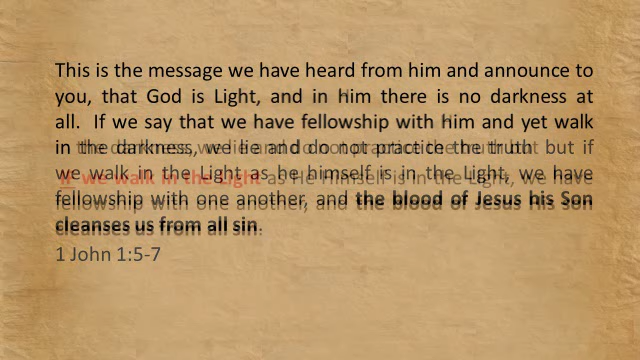 This is the message we have heard from him and announce to
you, that God is Light, and in him there is no darkness at
all. If we say that we have fellowship with him and yet walk
in the darkness, we lie and do not practice the truth but if
we walk in the Light as he himself is in the Light, we have
fellowship with one another, and the blood of Jesus his Son
cleanses us from all sin.
1 John 1:5-7